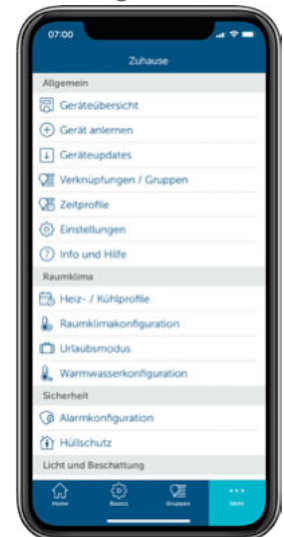 07:00
Zuhause
Allgemein
Geräteübersicht
Gerät anlernen
Geräteupdates
Verknüpfungen / Gruppen
Zeitprofile
Einstellungen
Info und Hilfe
Raumklima
Heiz- / Kühlprofile
Raumklimakonfiguration
Urlaubsmodus
Warmwasserkonfiguration
Sicherheit
Alarmkonfiguration
Hüllschutz
Licht und Beschattung
Home
Basics
Gruppen
Mehr